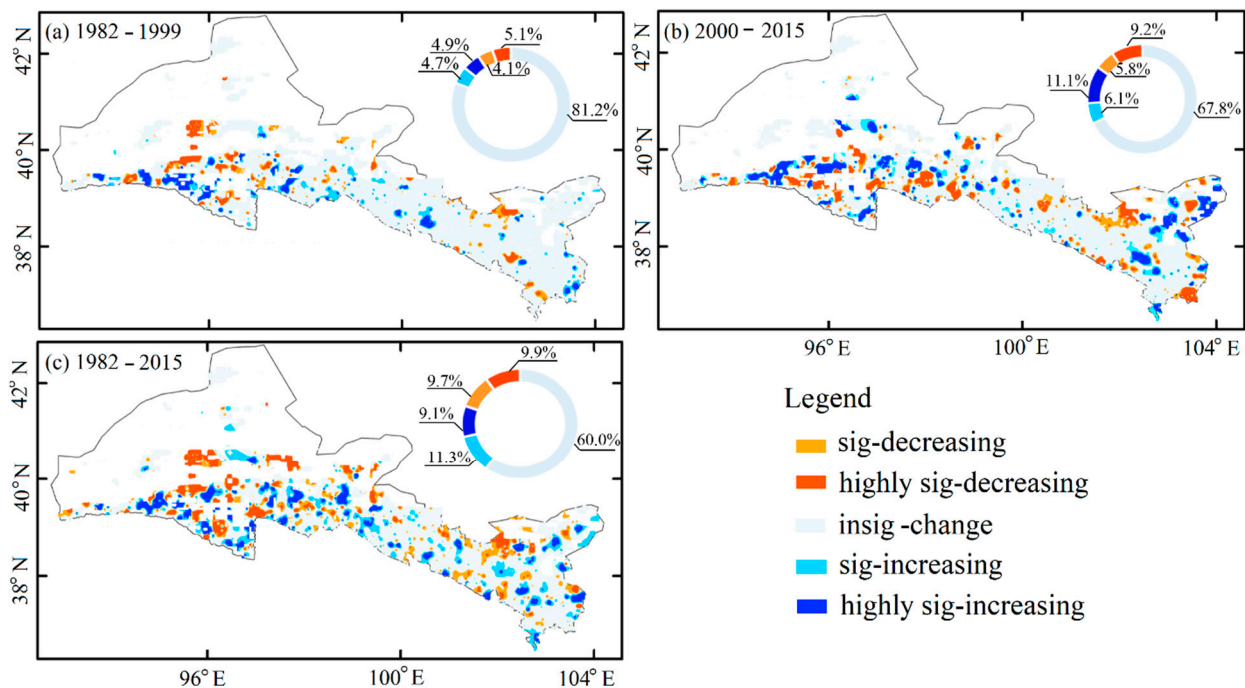 (a) 1982 - 1999
42° N
40° N
38° N
4.9%
5.1%
4.7%
4.1%
81.2%
(b) 2000 - 2015
42° N
40° N
38° N
9.2%
11.1%
5.8%
6.1%
67.8%
96° E
100° E
104° E
(c) 1982 - 2015
42° N
40° N
38° N
9.9%
9.7%
9.1%
60.0%
11.3%
96° E
100° E
104° E
Legend
sig-decreasing
highly sig-decreasing
insig -change
sig-increasing
highly sig-increasing